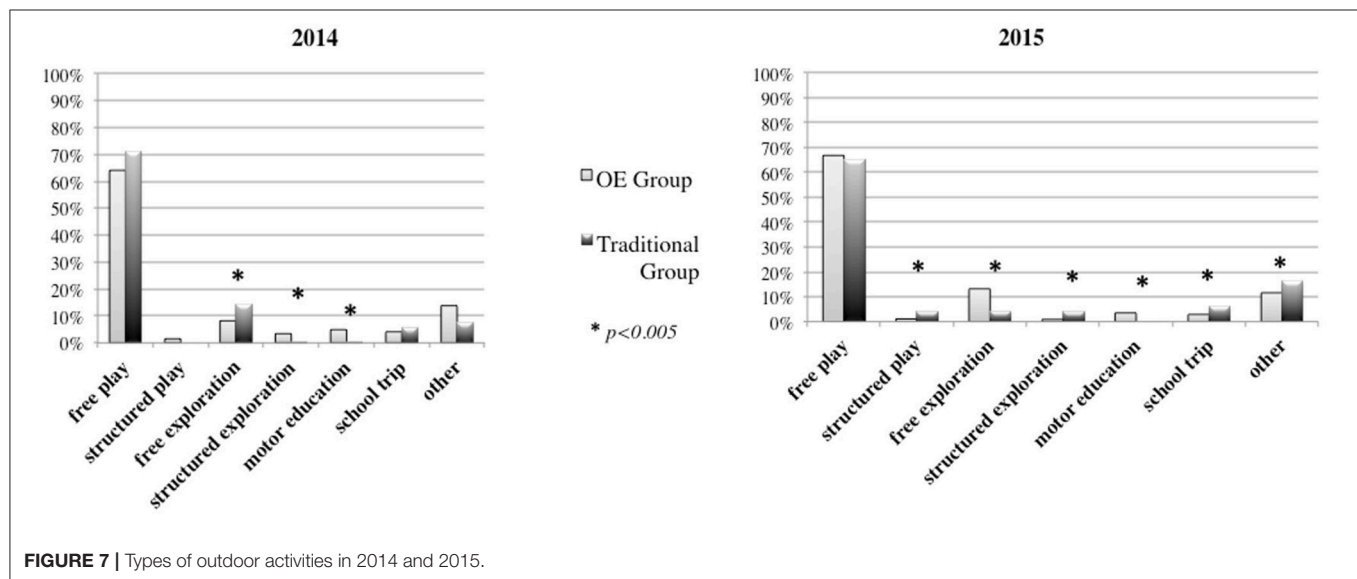 2014
100%
90%
80%
70%
60%
50%
40%
30%
20%
10%
0%
*
*
*
free play
structured play
free exploration
structured exploration
motor education
school trip
other
OE Group
Traditional
Group
* p<0.005
2015
100%
90%
80%
70%
60%
50%
40%
30%
20%
10%
0%
*
*
*
*
*
*
free play
structured play
free exploration
structured exploration
motor education
school trip
other
FIGURE 7 | Types of outdoor activities in 2014 and 2015.